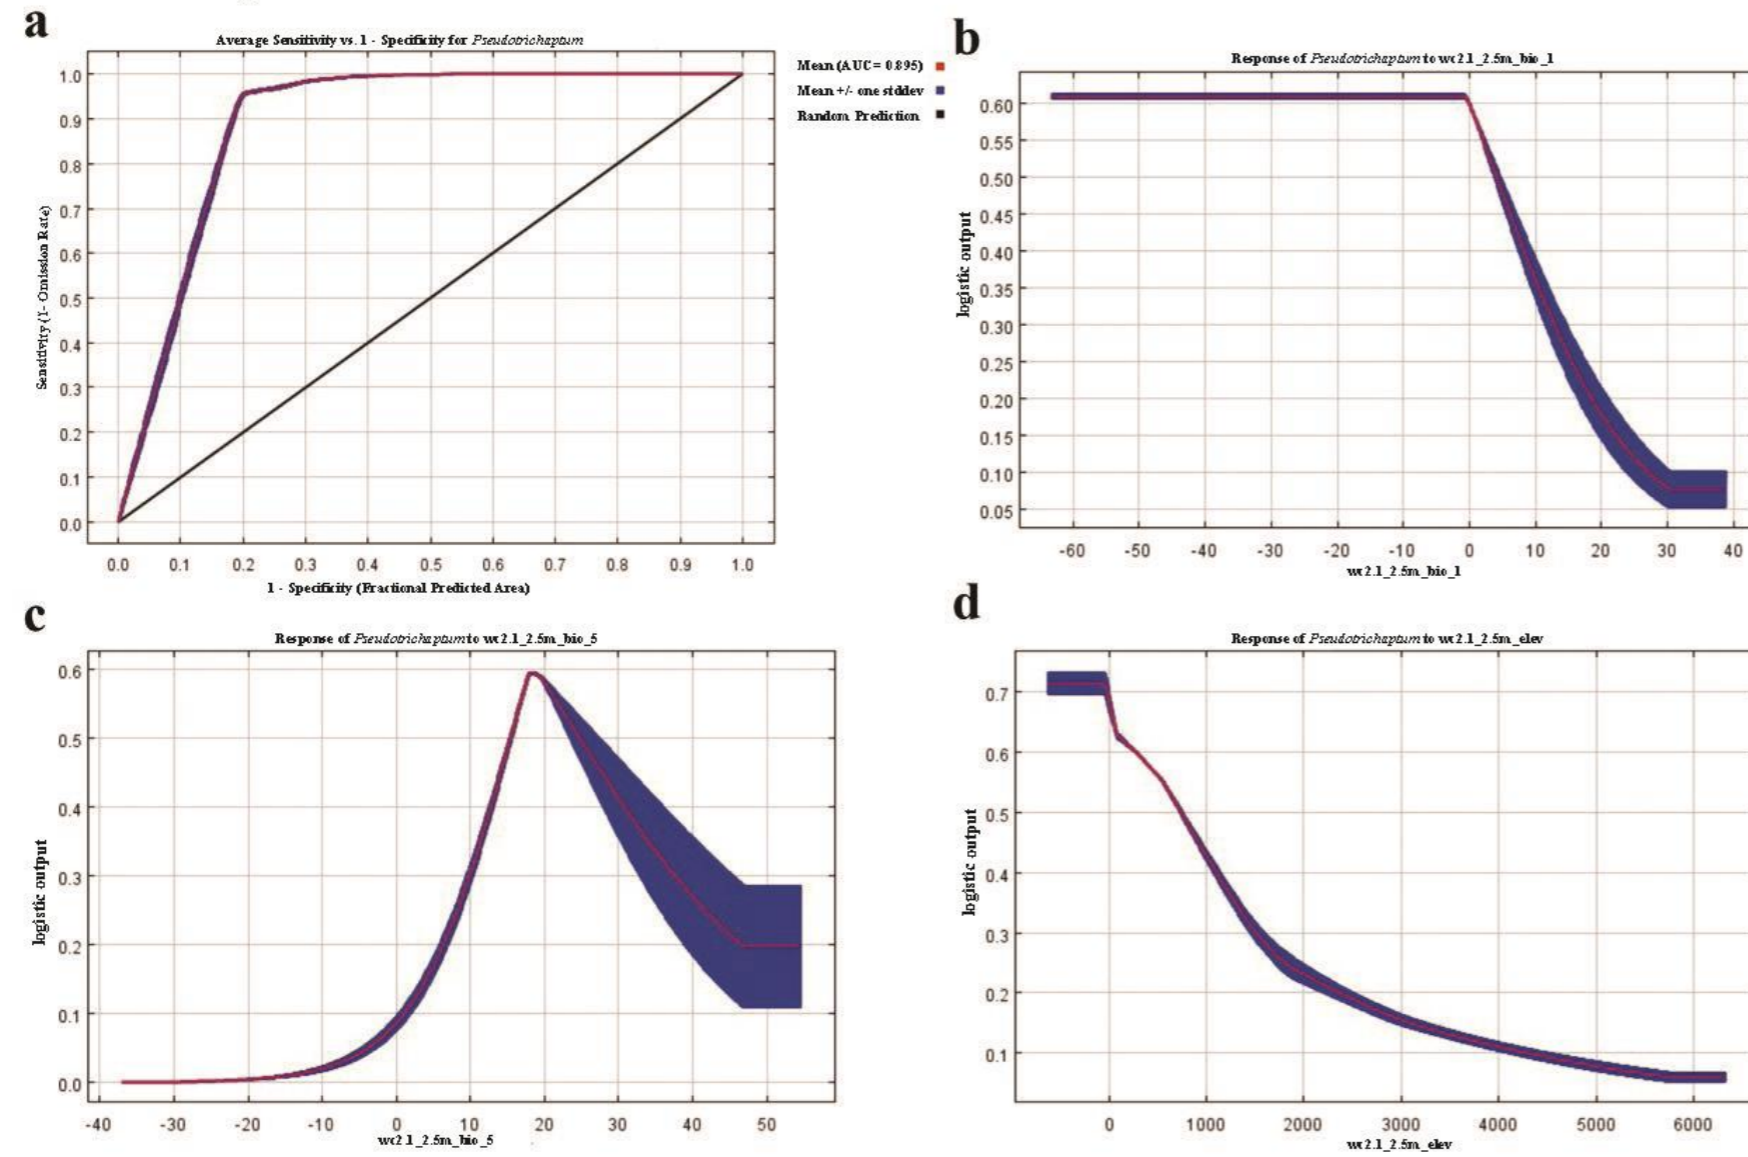 a
Average Sensitivity vs. 1 - Specificity for Pseudotrichaptum
Mean (AUC = 0.895)
Mean +/- one stddev
Random Prediction
Sensitivity (1 - Omission Rate)
1.0
0.9
0.8
0.7
0.6
0.5
0.4
0.3
0.2
0.1
0.0
0.0 0.1 0.2 0.3 0.4 0.5 0.6 0.7 0.8 0.9 1.0
1 - Specificity (Fractional Predicted Area)
b
Response of Pseudotrichaptum to wc2.1_2.5m_bio_1
logistic output
0.60
0.55
0.50
0.45
0.40
0.35
0.30
0.25
0.20
0.15
0.10
0.05
-60 -50 -40 -30 -20 -10 0 10 20 30 40
wc2.1_2.5m_bio_1
c
Response of Pseudotrichaptum to wc2.1_2.5m_bio_5
logistic output
0.6
0.5
0.4
0.3
0.2
0.1
0.0
-40 -30 -20 -10 0 10 20 30 40 50
wc2.1_2.5m_bio_5
d
Response of Pseudotrichaptum to wc2.1_2.5m_elev
logistic output
0.7
0.6
0.5
0.4
0.3
0.2
0.1
0 1000 2000 3000 4000 5000 6000
wc2.1_2.5m_elev